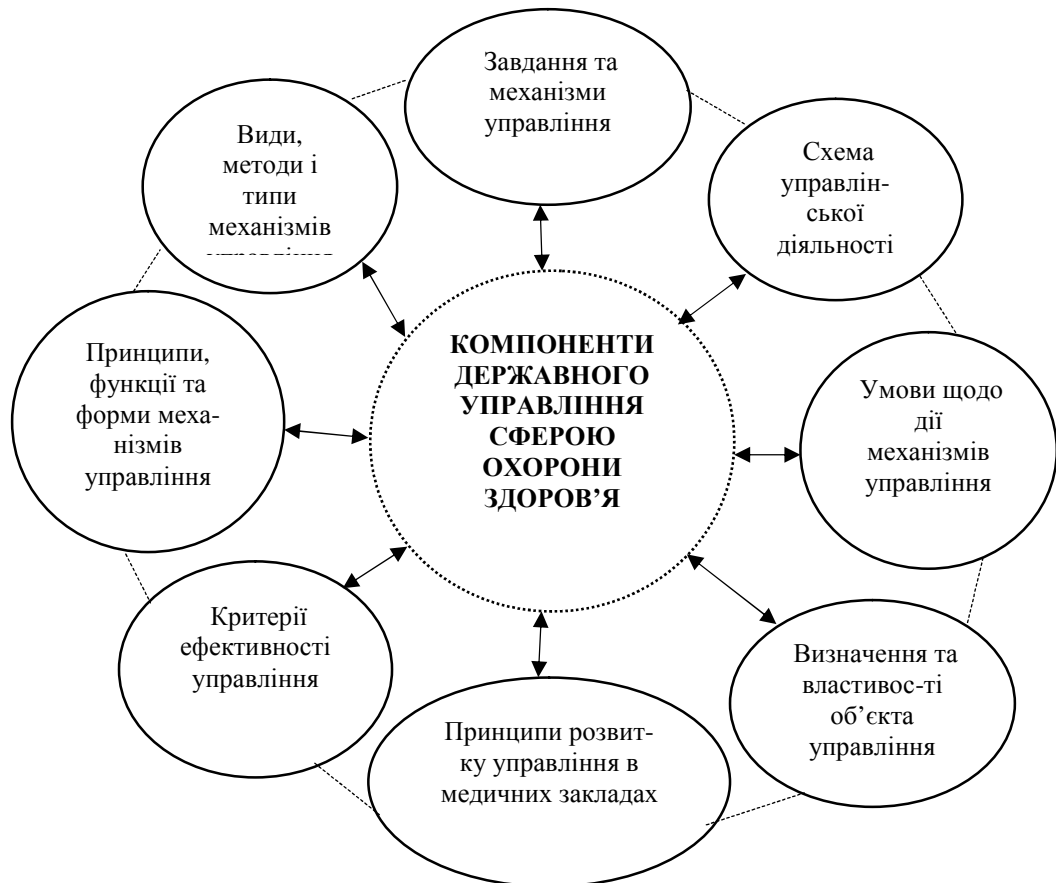 Завдання та
механізми
управління
Види,
методи і
типи
механізмів
Схема
управлін-
ської
діяльності
Принципи,
функції та
форми меха-
нізмів
управління
КОМПОНЕНТИ
ДЕРЖАВНОГО
УПРАВЛІННЯ
СФЕРОЮ
ОХОРОНИ
ЗДОРОВ’Я
Умови щодо
дії
механізмів
управління
Критерії
ефективності
управління
Визначення та
властивос-ті
об’єкта
управління
Принципи розвит-
ку управління в
медичних закладах